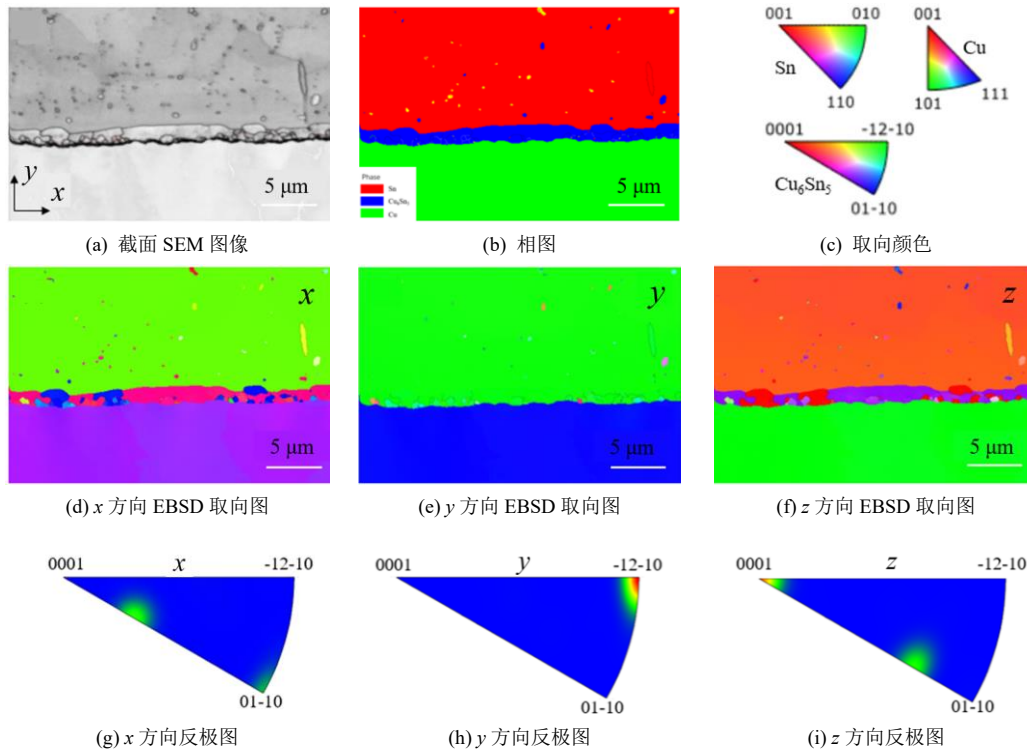 y
x
5 μm
(a) 截面 SEM 图像
Phase
Sn
Cu₆Sn₅
Cu
5 μm
(b) 相图
001 010
Sn
110
001
Cu
101 111
0001 -12-10
Cu₆Sn₅
01-10
(c) 取向颜色
x
5 μm
(d) x 方向 EBSD 取向图
y
5 μm
(e) y 方向 EBSD 取向图
z
5 μm
(f) z 方向 EBSD 取向图
0001 x -12-10
01-10
(g) x 方向反极图
0001 y -12-10
01-10
(h) y 方向反极图
0001 z -12-10
01-10
(i) z 方向反极图